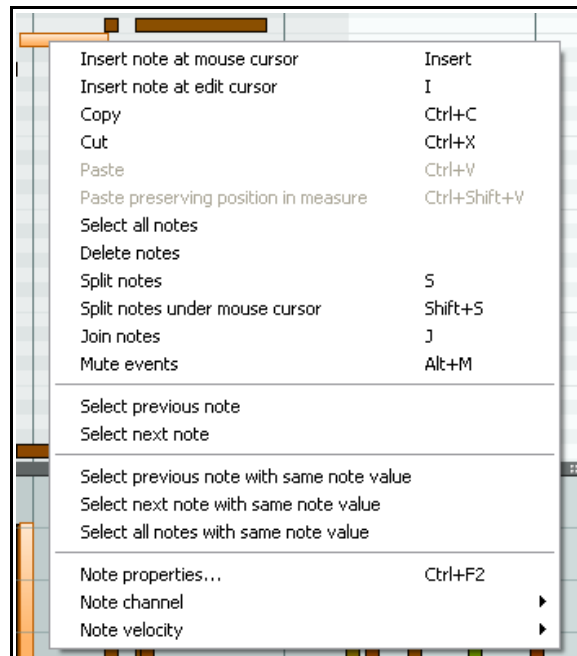 Insert note at mouse cursor Insert
Insert note at edit cursor I
Copy Ctrl+C
Cut Ctrl+X
Paste Ctrl+V
Paste preserving position in measure Ctrl+Shift+V
Select all notes
Delete notes
Split notes S
Split notes under mouse cursor Shift+S
Join notes J
Mute events Alt+M
Select previous note
Select next note
Select previous note with same note value
Select next note with same note value
Select all notes with same note value
Note properties... Ctrl+F2
Note channel
Note velocity